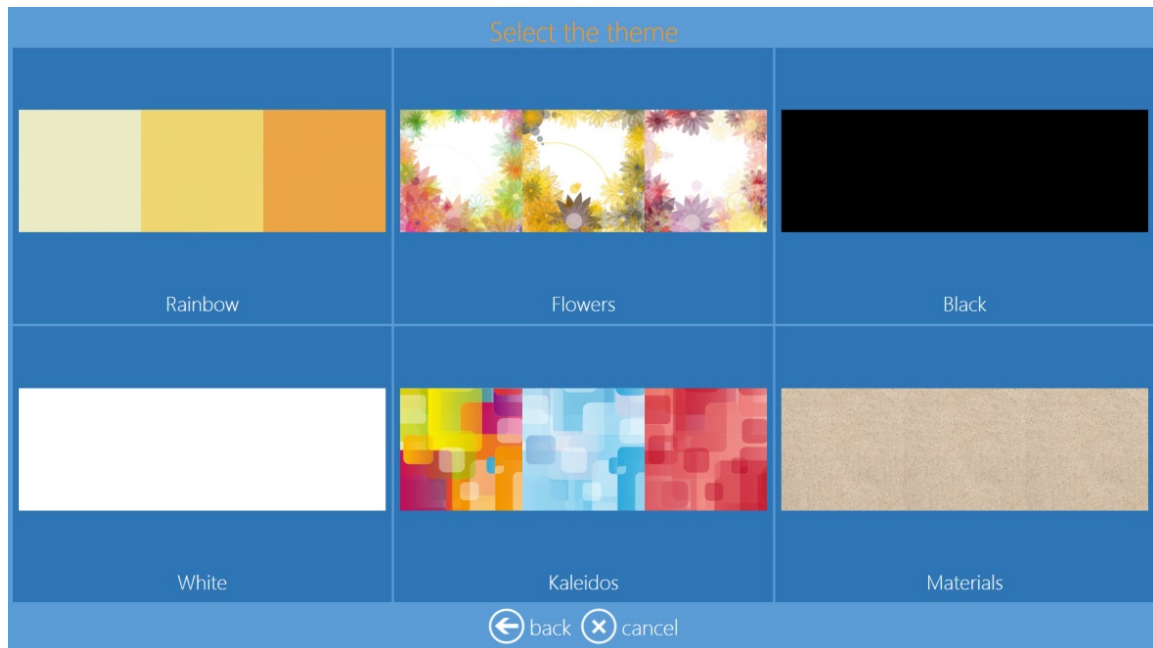 Select the theme
Rainbow
Flowers
Black
White
Kaleidos
Materials
back cancel